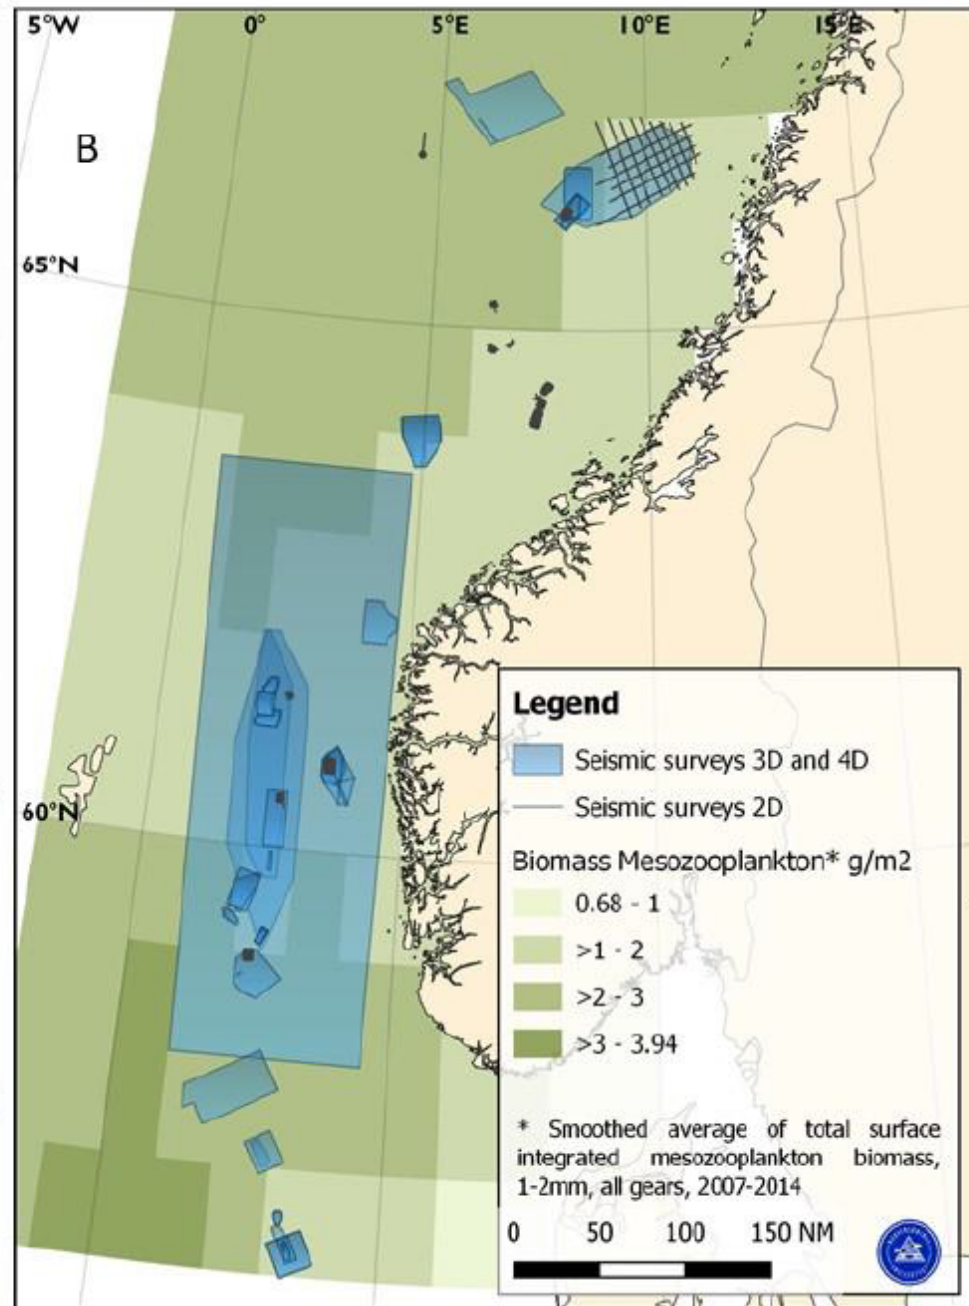 5°W 0° 5°E 10°E 15°E
B
65°N
60°N
Legend
Seismic surveys 3D and 4D
Seismic surveys 2D
Biomass Mesozooplankton* g/m2
0.68 - 1
>1 - 2
>2 - 3
>3 - 3.94
* Smoothed average of total surface
integrated mesozooplankton biomass,
1-2mm, all gears, 2007-2014
0 50 100 150 NM